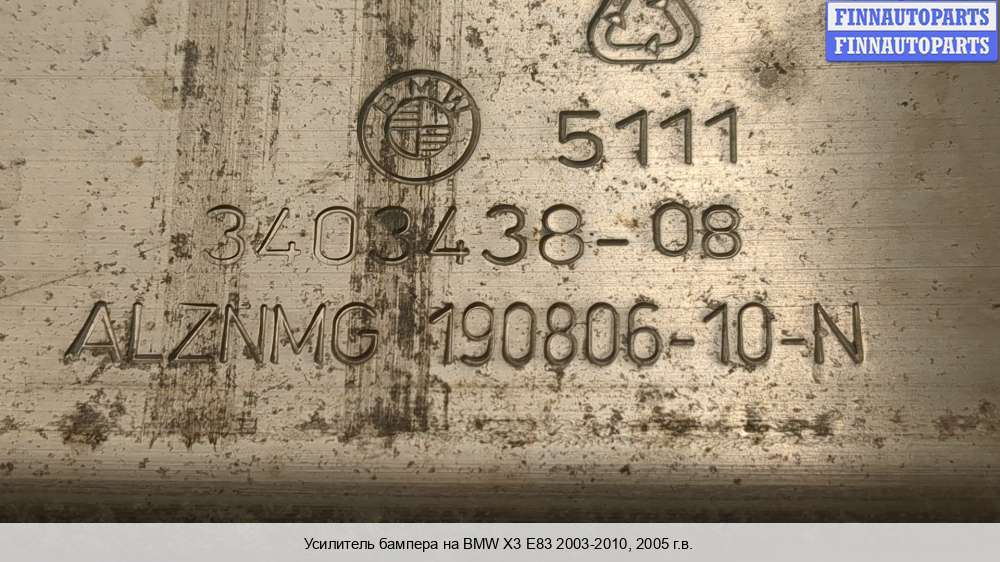 FINNAUTOPARTS
FINNAUTOPARTS
BMW
5111
3403438-08
ALZNMG 190806-10-N
Усилитель бампера на BMW X3 E83 2003-2010, 2005 г.в.